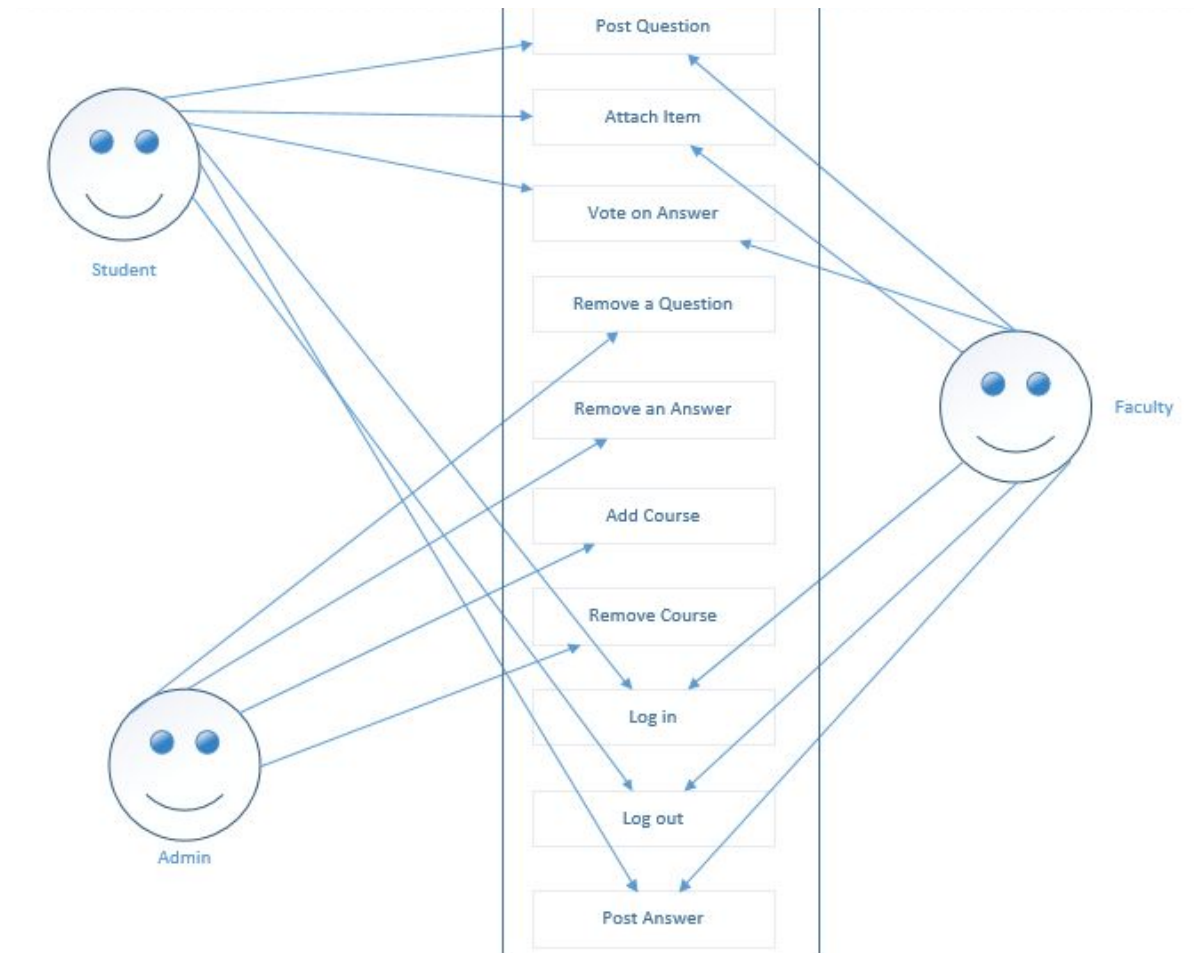 Post Question
Attach Item
Vote on Answer
Student
Remove a Question
Remove an Answer
Faculty
Add Course
Remove Course
Log in
Log out
Admin
Post Answer